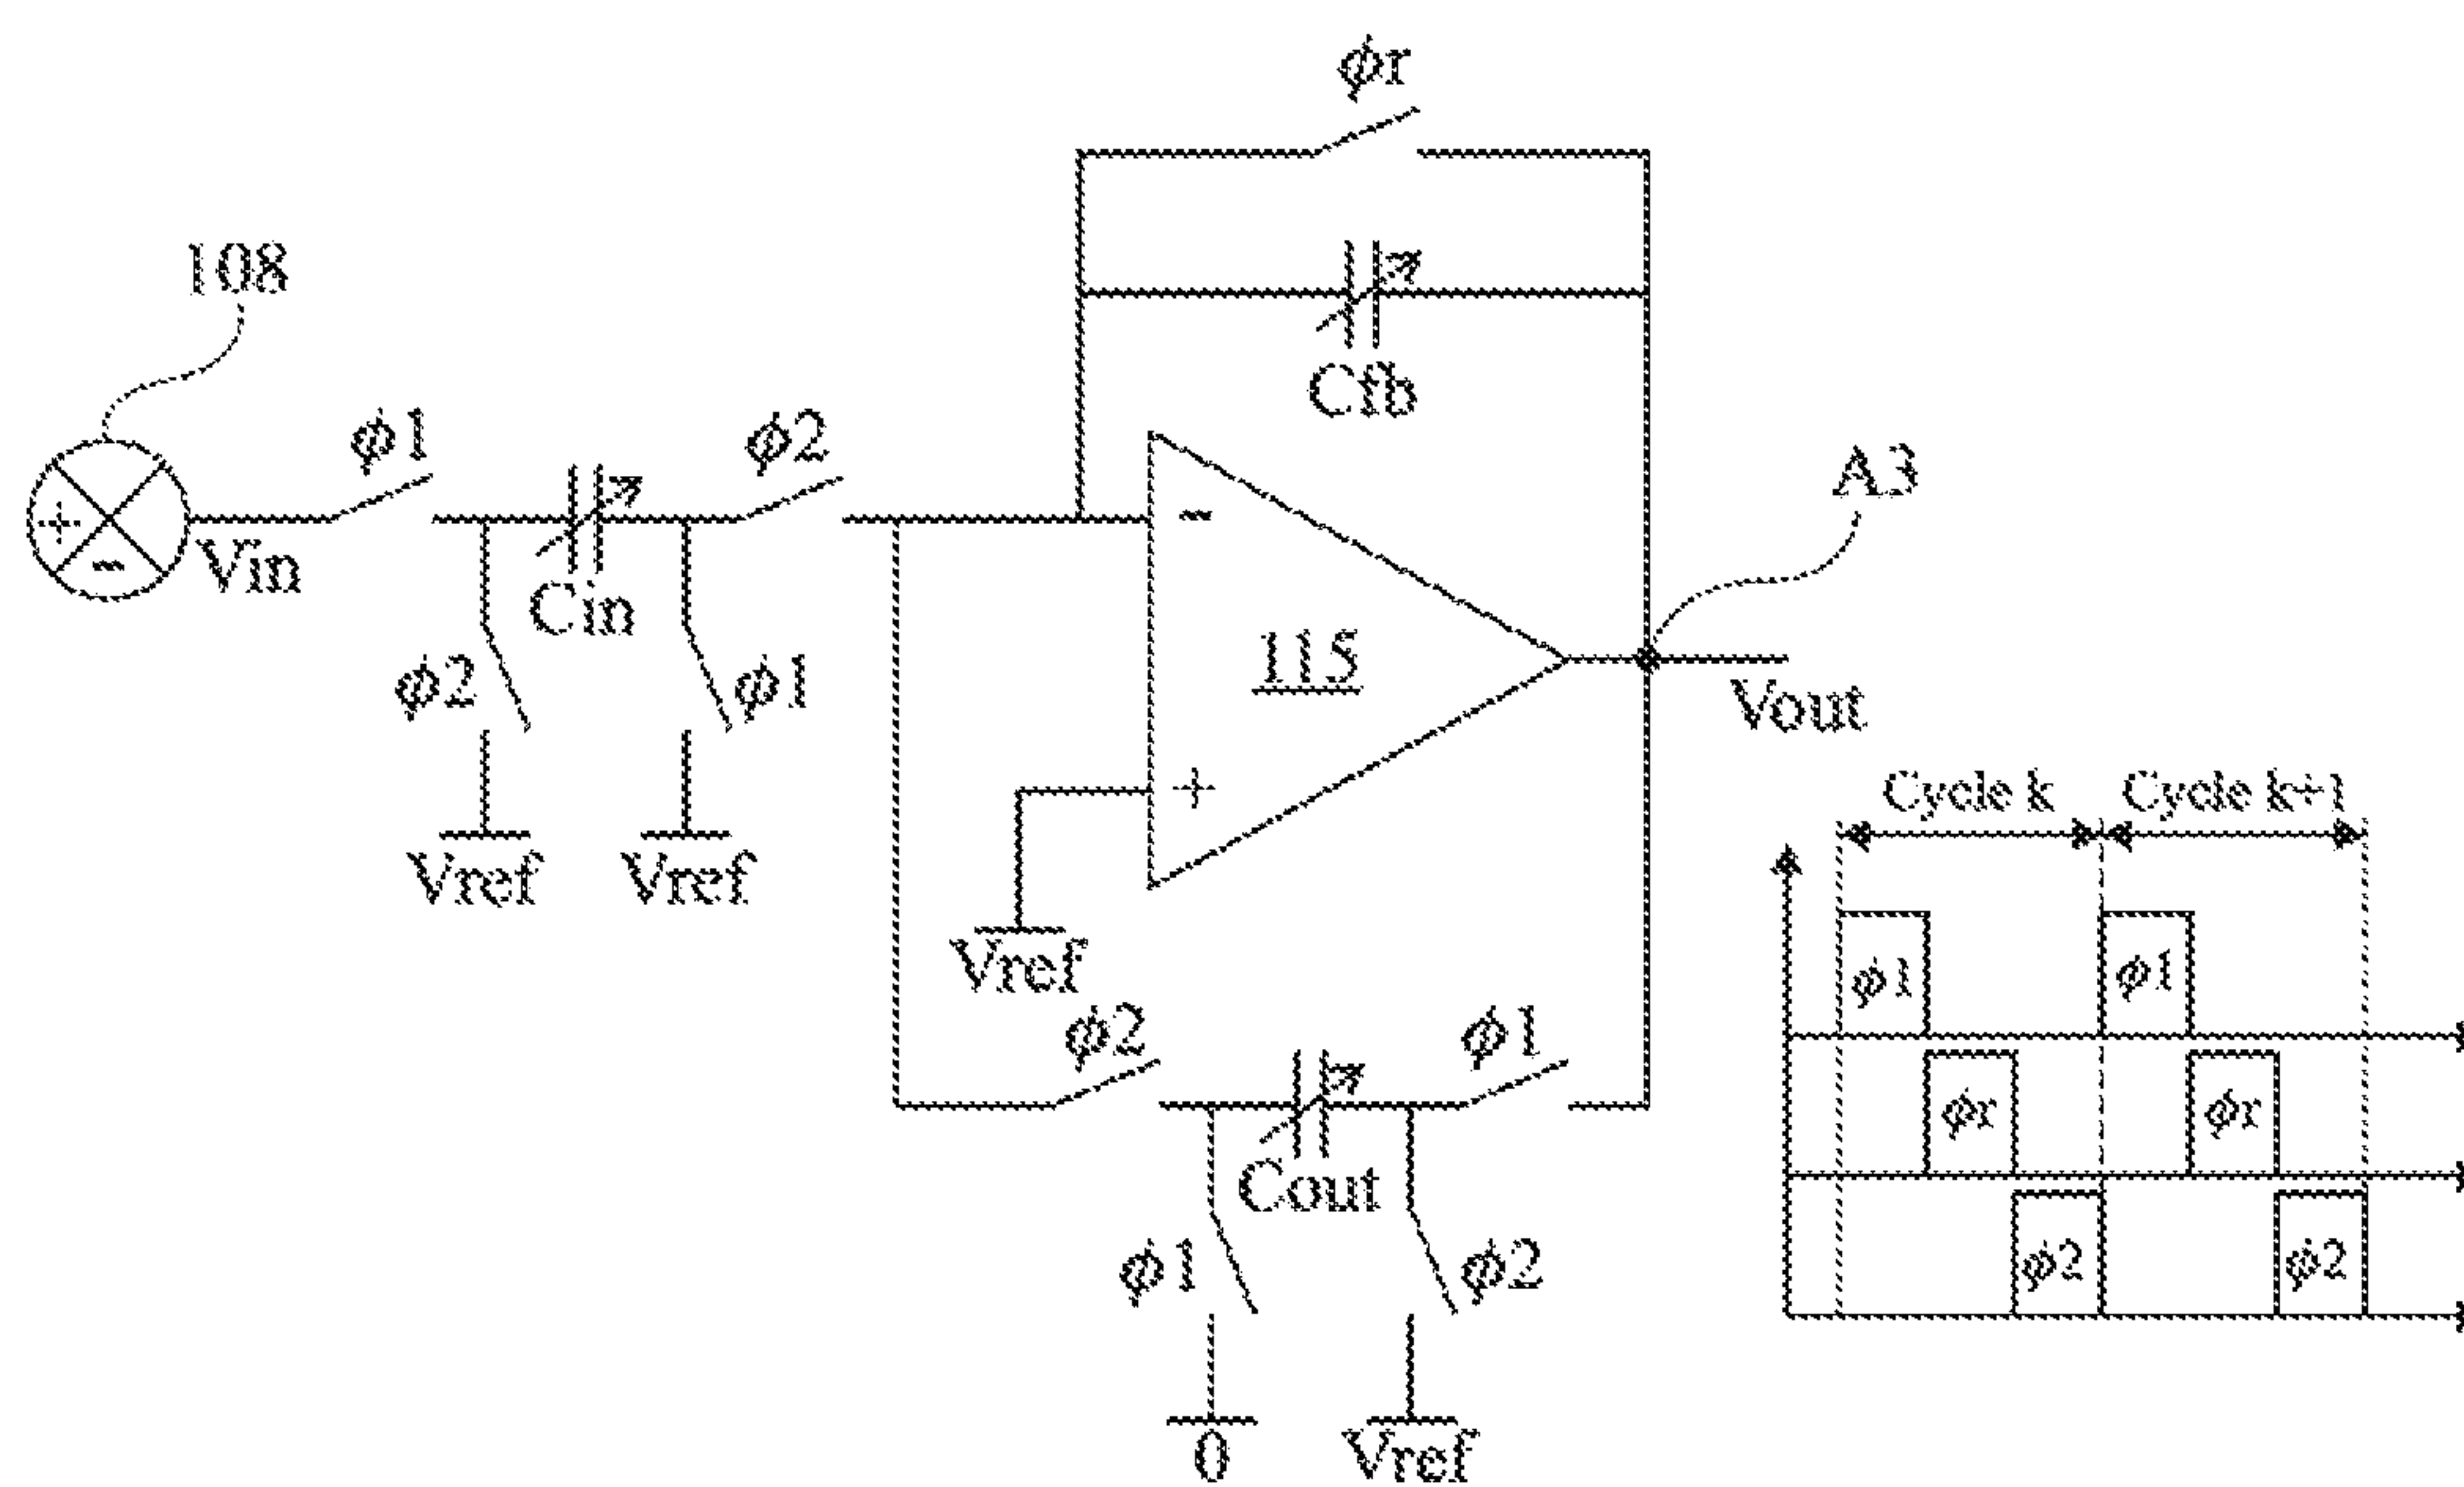 ϕr
108
Cfb
ϕ1
ϕ2
A3
+
-
Vin
Cin
-
115
ϕ2
ϕ1
Vout
+
Cycle k
Cycle k+1
Vref
Vref
Vref
ϕ1
ϕ1
ϕ2
ϕ1
ϕr
ϕr
Cout
ϕ1
ϕ2
ϕ2
ϕ2
0
Vref